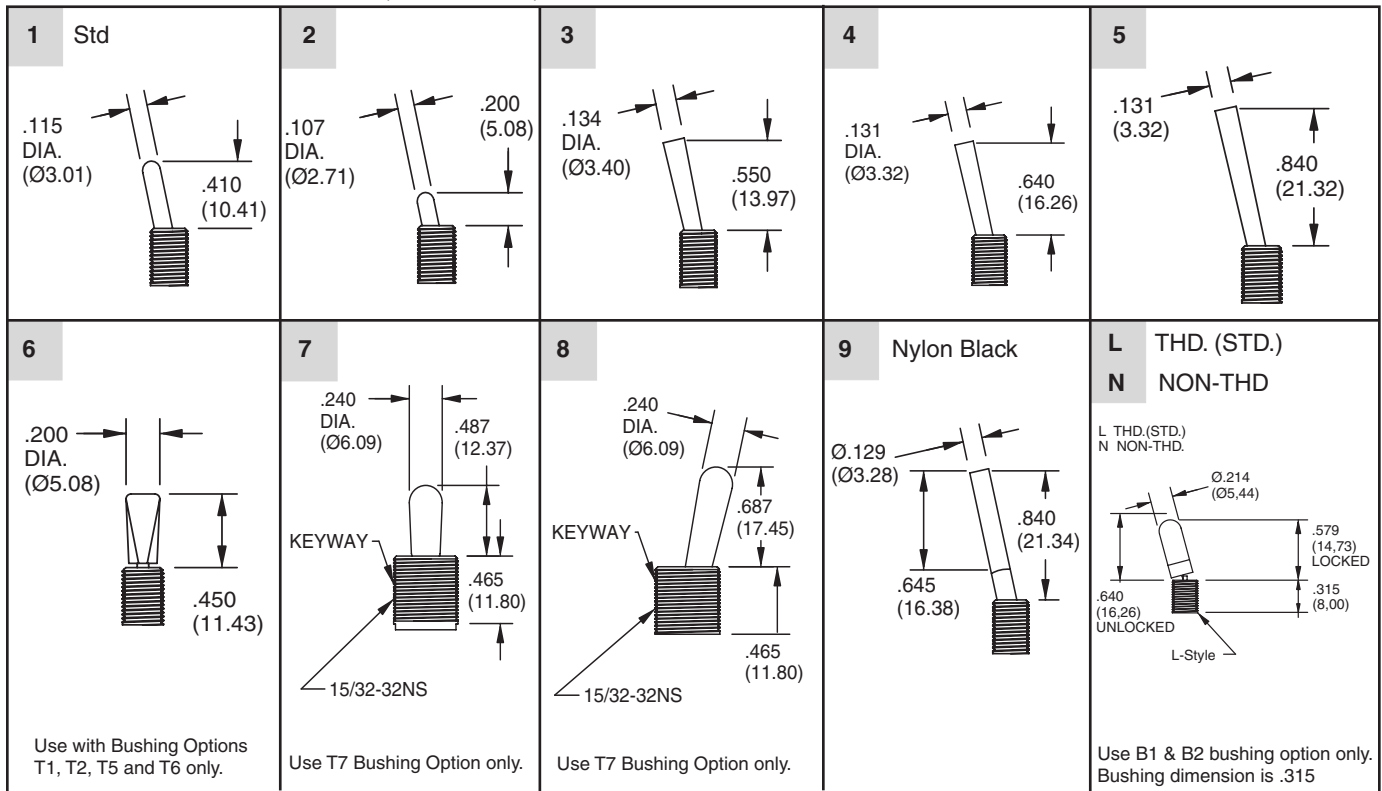 1 Std
.115
DIA.
(Ø3.01)
.410
(10.41)
2
.107
DIA.
(Ø2.71)
.200
(5.08)
3
.134
DIA.
(Ø3.40)
.550
(13.97)
4
.131
DIA.
(Ø3.32)
.640
(16.26)
5
.131
(3.32)
.840
(21.32)
6
.200
DIA.
(Ø5.08)
.450
(11.43)
Use with Bushing Options
T1, T2, T5 and T6 only.
7
.240
DIA.
(Ø6.09)
.487
(12.37)
KEYWAY
.465
(11.80)
15/32-32NS
Use T7 Bushing Option only.
8
.240
DIA.
(Ø6.09)
.687
(17.45)
KEYWAY
.465
(11.80)
15/32-32NS
Use T7 Bushing Option only.
9 Nylon Black
Ø.129
(Ø3.28)
.840
(21.34)
.645
(16.38)
L THD. (STD.)
N NON-THD
L THD.(STD.)
N NON-THD.
Ø.214
(Ø5,44)
.579
(14,73)
LOCKED
.640
(16,26)
UNLOCKED
.315
(8,00)
L-Style
Use B1 & B2 bushing option only.
Bushing dimension is .315